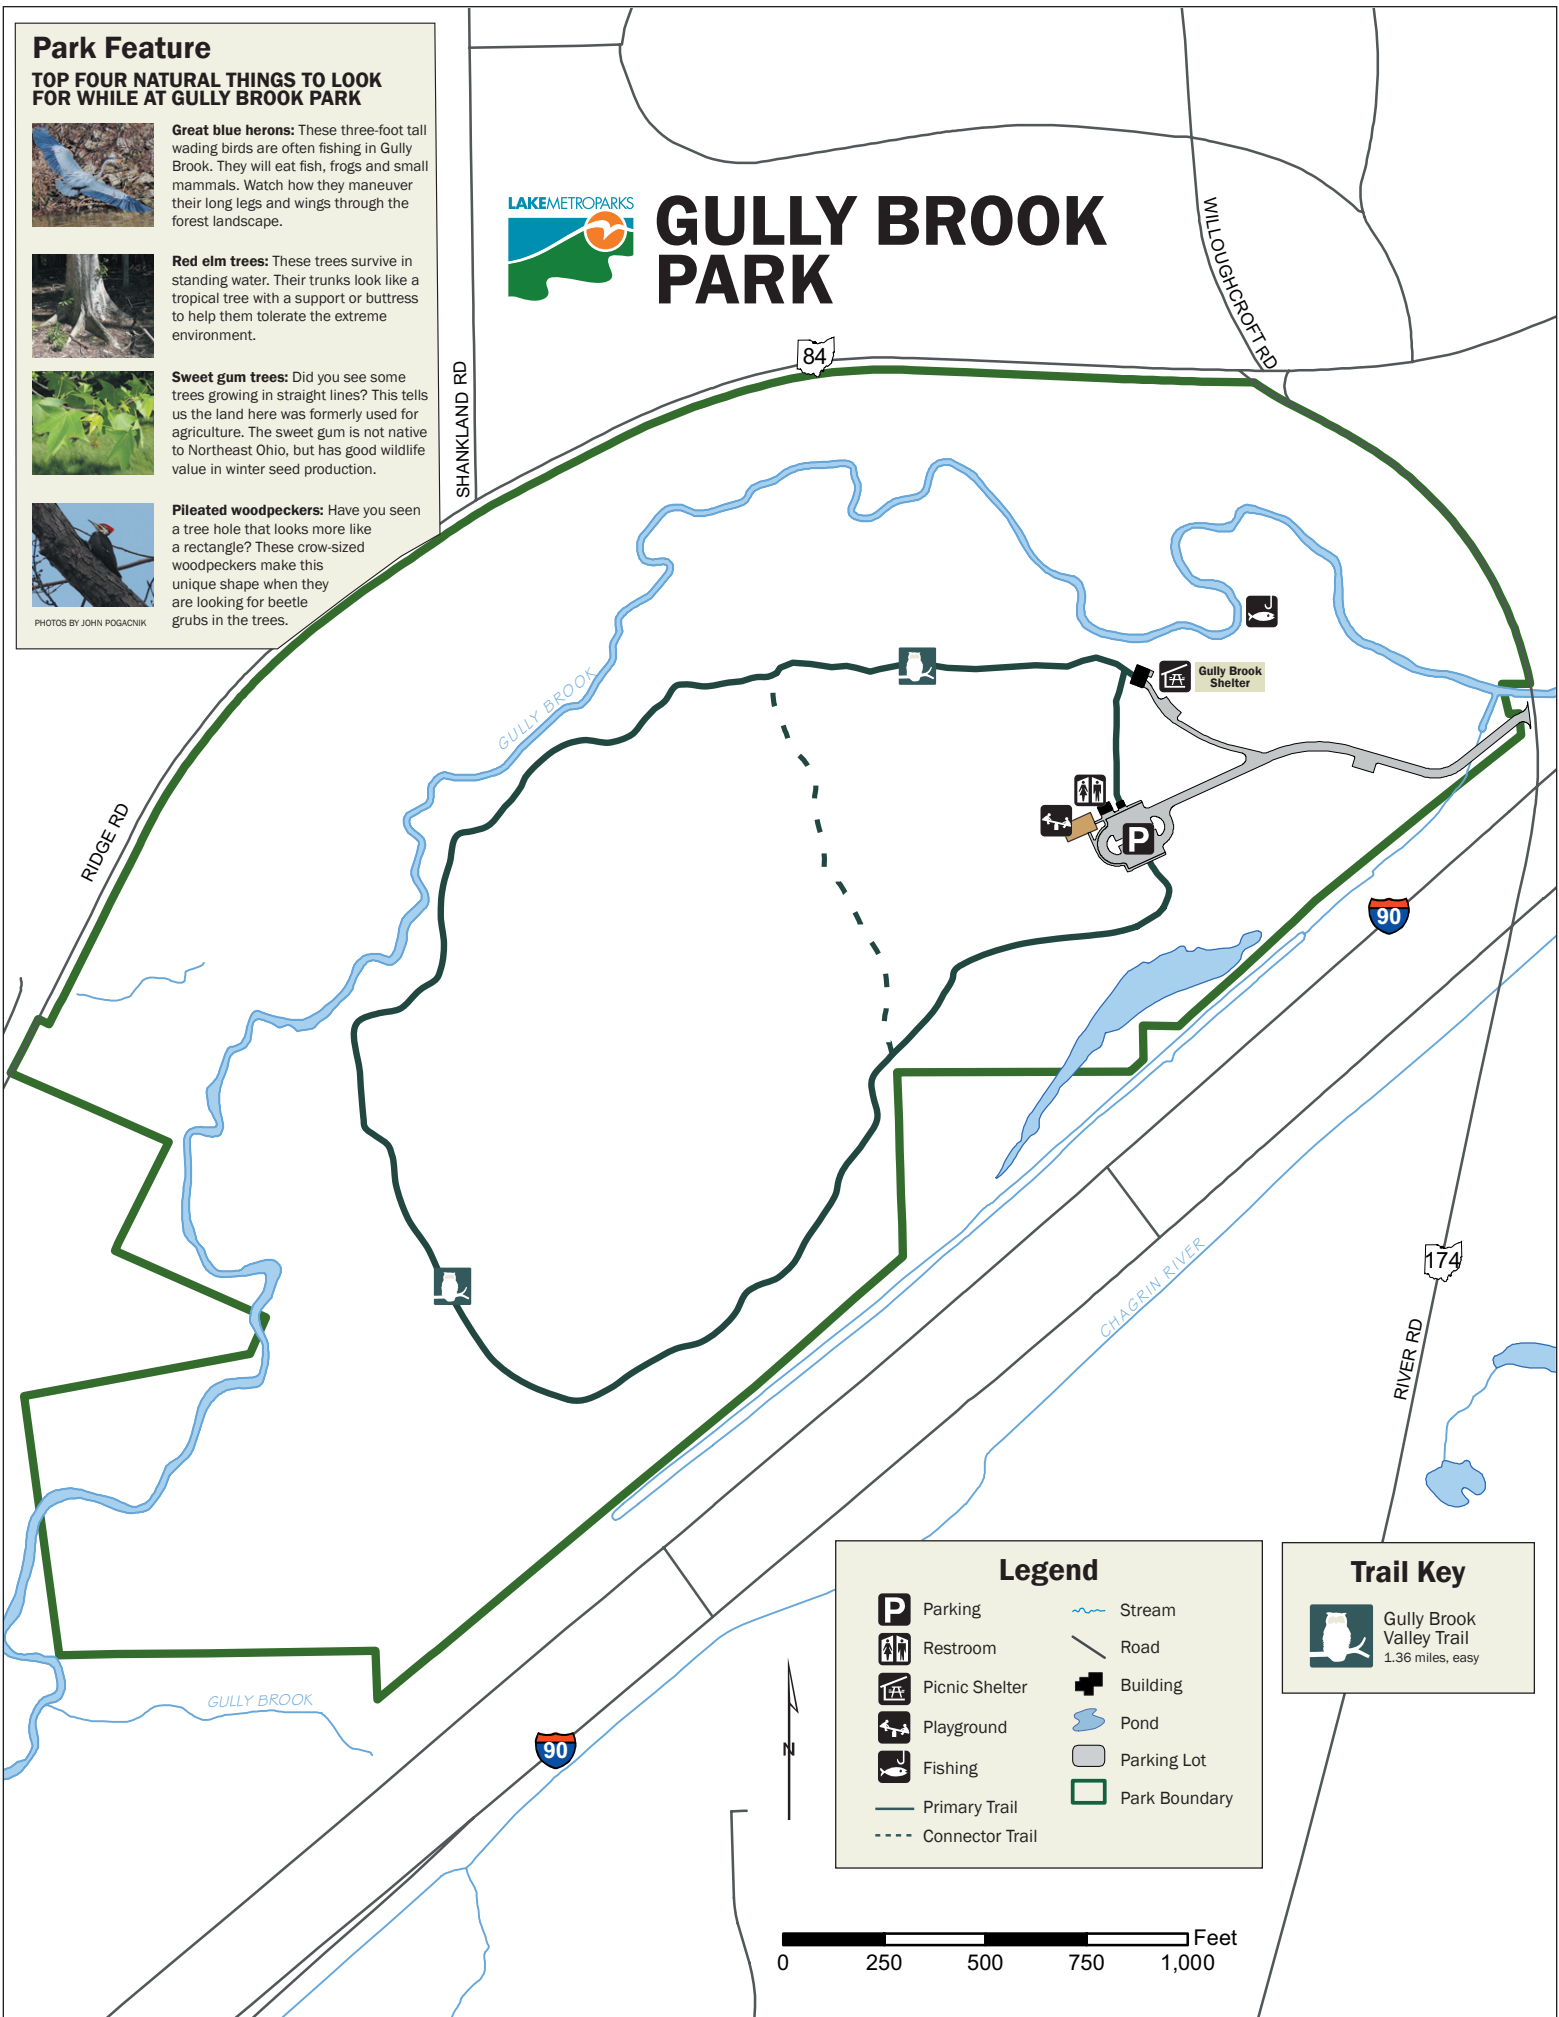 Park Feature
TOP FOUR NATURAL THINGS TO LOOK
FOR WHILE AT GULLY BROOK PARK
Great blue herons: These three-foot tall
wading birds are often fishing in Gully
Brook. They will eat fish, frogs and small
mammals. Watch how they maneuver
their long legs and wings through the
forest landscape.
Red elm trees: These trees survive in
standing water. Their trunks look like a
tropical tree with a support or buttress
to help them tolerate the extreme
environment.
Sweet gum trees: Did you see some
trees growing in straight lines? This tells
us the land here was formerly used for
agriculture. The sweet gum is not native
to Northeast Ohio, but has good wildlife
value in winter seed production.
Pileated woodpeckers: Have you seen
a tree hole that looks more like
a rectangle? These crow-sized
woodpeckers make this
unique shape when they
are looking for beetle
grubs in the trees.
PHOTOS BY JOHN POGACNIK
LAKEMETROPARKS
GULLY BROOK
PARK
WILLOUGHCROFT RD
84
SHANKLAND RD
GULLY BROOK
Gully Brook
Shelter
RIDGE RD
P
90
CHAGRIN RIVER
174
RIVER RD
GULLY BROOK
90
N
Legend
P Parking
Restroom
Picnic Shelter
Playground
Fishing
Primary Trail
Connector Trail
Stream
Road
Building
Pond
Parking Lot
Park Boundary
Trail Key
Gully Brook
Valley Trail
1.36 miles, easy
Feet
0 250 500 750 1,000